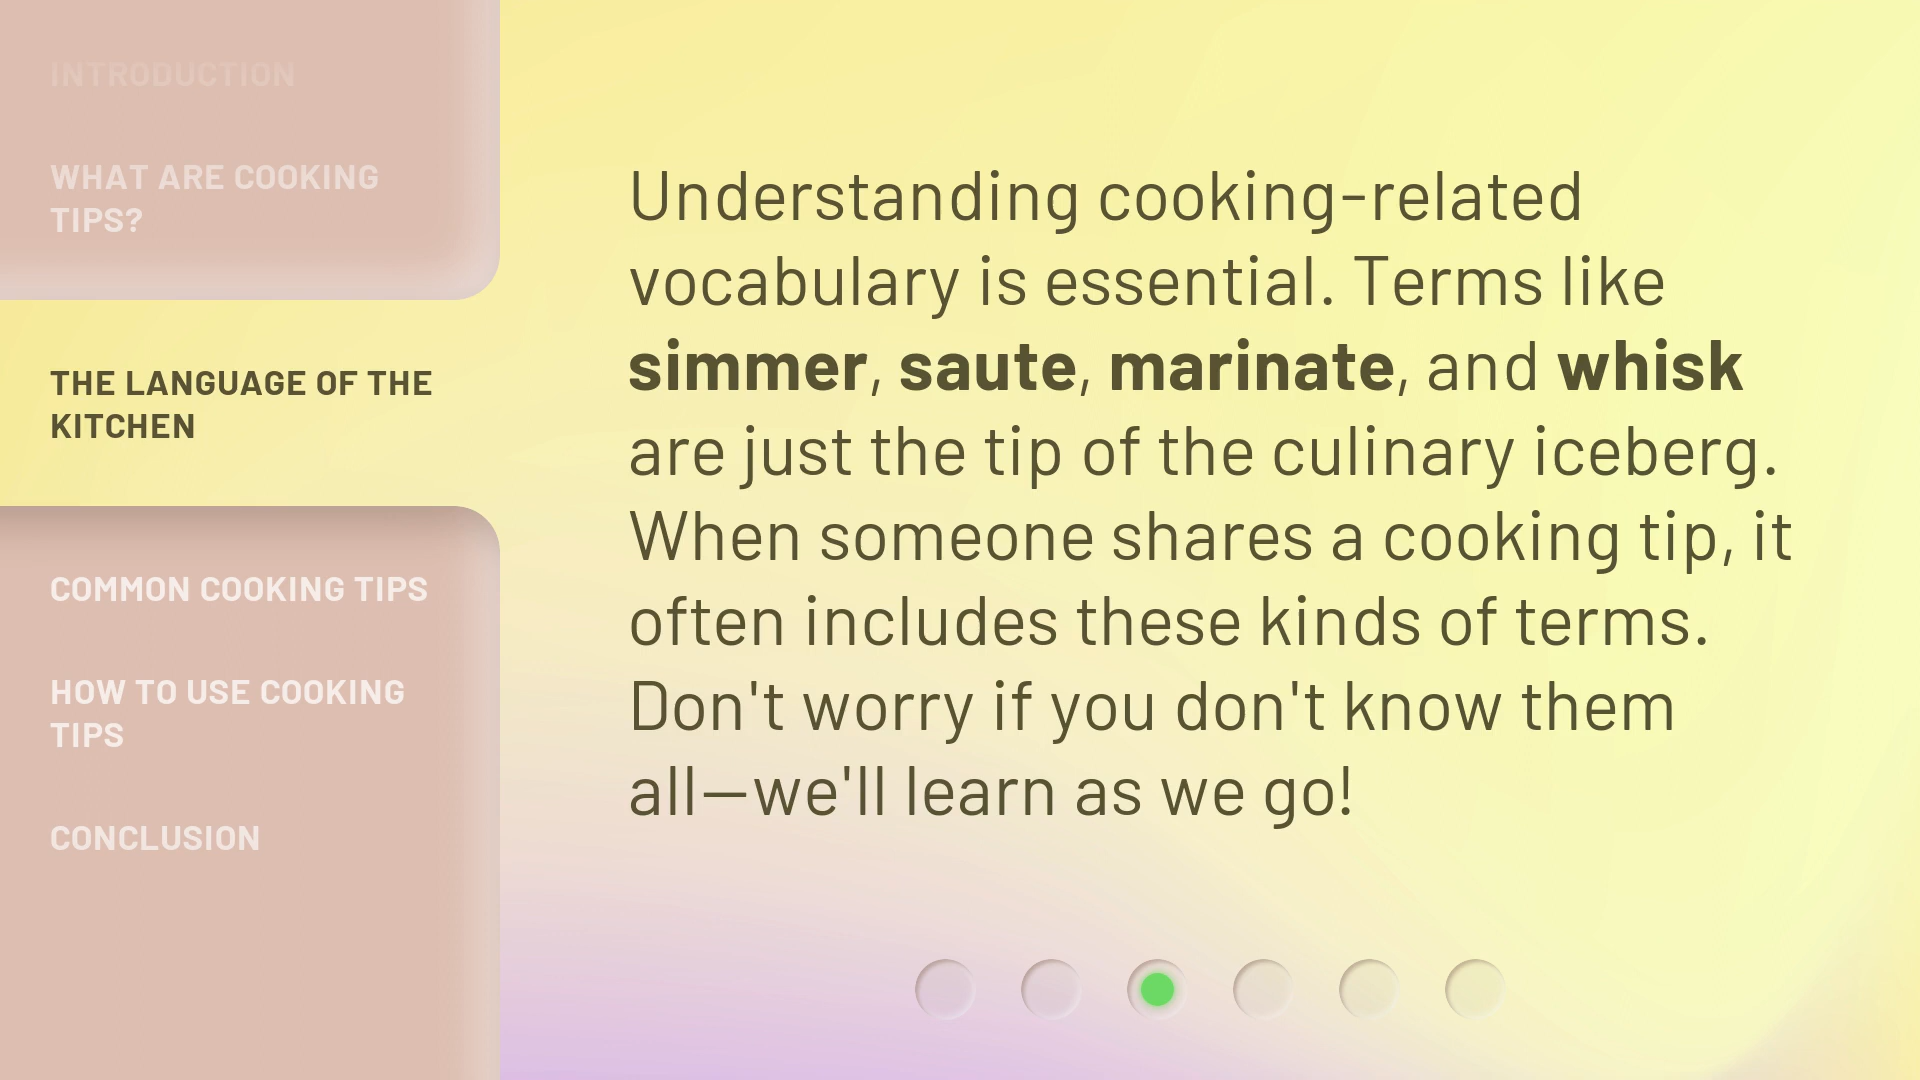 INTRODUCTION
WHAT ARE COOKING
TIPS?
THE LANGUAGE OF THE
KITCHEN
COMMON COOKING TIPS
HOW TO USE COOKING
TIPS
CONCLUSION
Understanding cooking-related
vocabulary is essential. Terms like
simmer, saute, marinate, and whisk
are just the tip of the culinary iceberg.
When someone shares a cooking tip, it
often includes these kinds of terms.
Don't worry if you don't know them
all—we'll learn as we go!